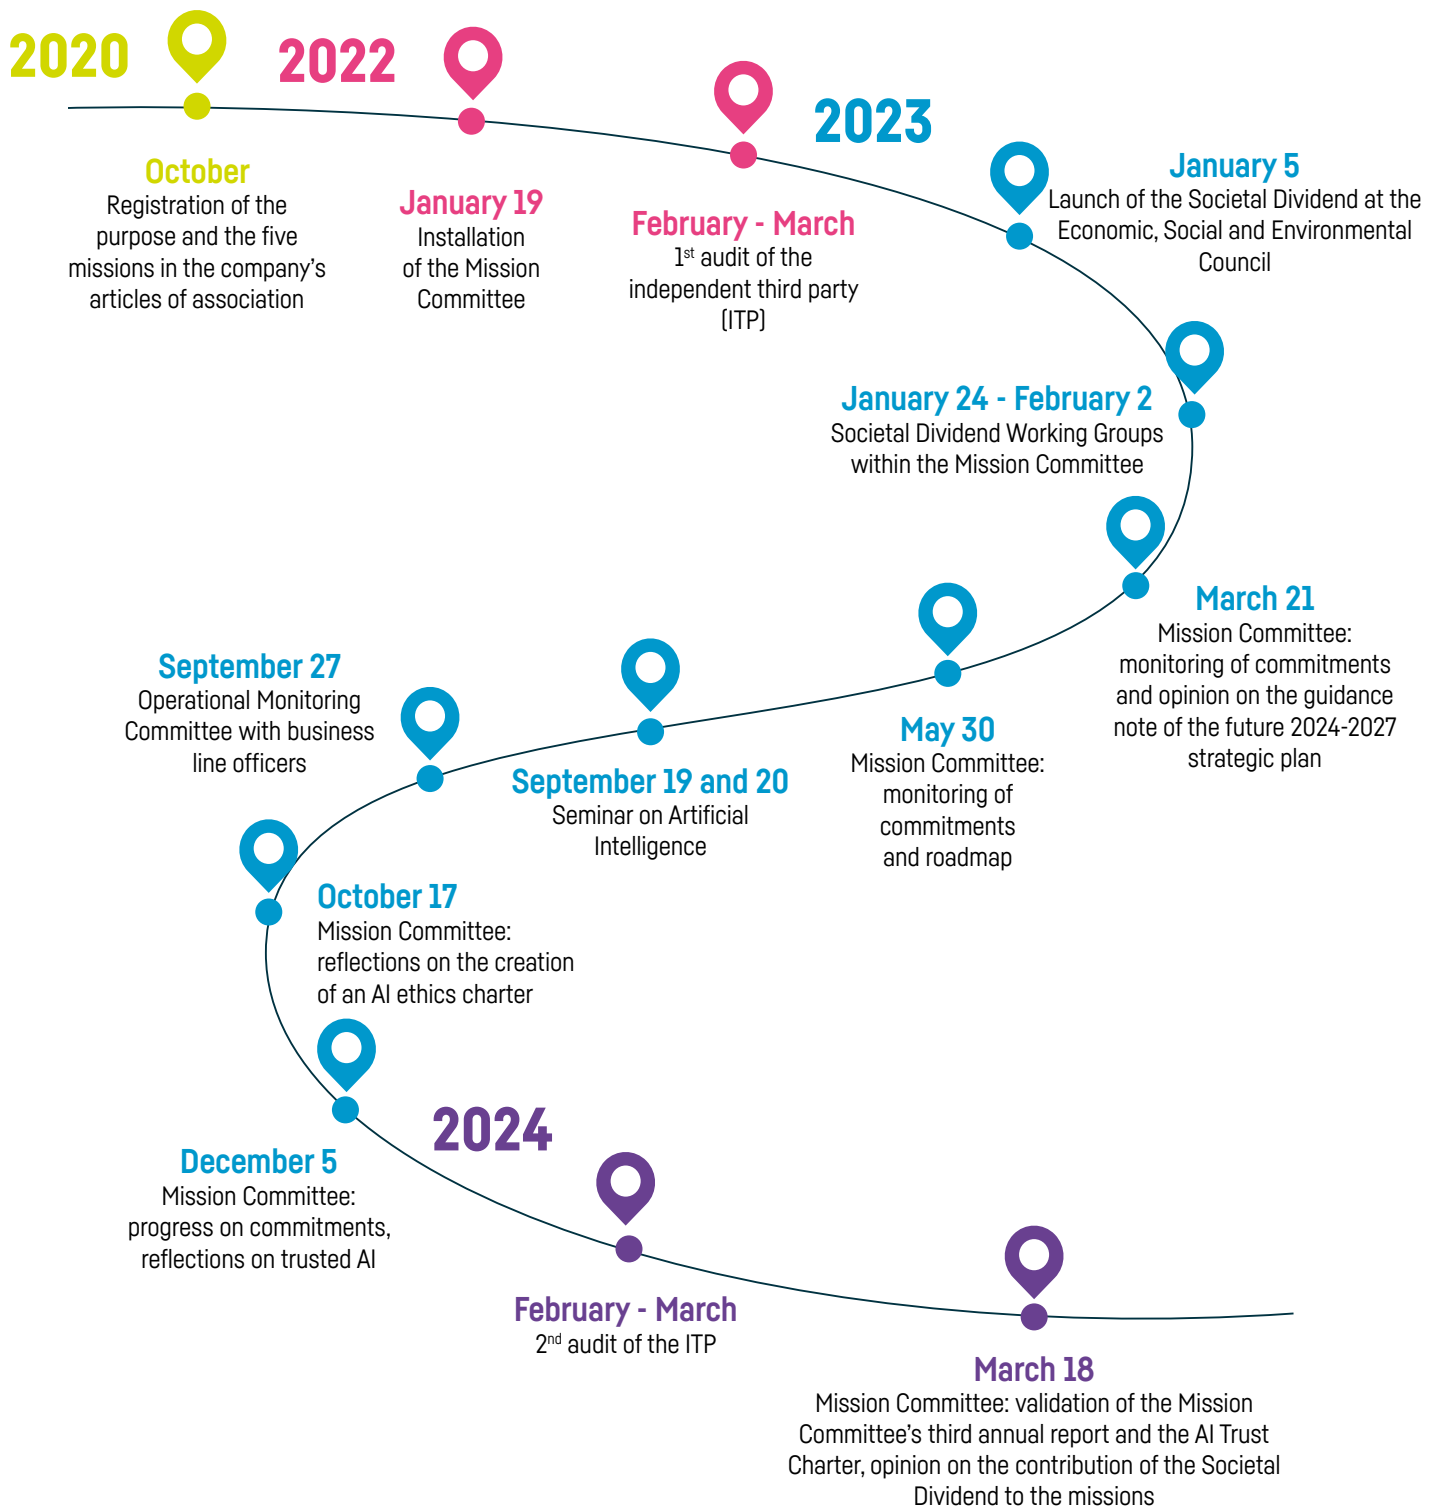 2020
October
Registration of the
purpose and the five
missions in the company's
articles of association
2022
January 19
Installation
of the Mission
Committee
February - March
1st audit of the
independent third party
(ITP)
2023
January 5
Launch of the Societal Dividend at the
Economic, Social and Environmental
Council
January 24 - February 2
Societal Dividend Working Groups
within the Mission Committee
March 21
Mission Committee:
monitoring of commitments
and opinion on the guidance
note of the future 2024-2027
strategic plan
May 30
Mission Committee:
monitoring of
commitments
and roadmap
September 19 and 20
Seminar on Artificial
Intelligence
September 27
Operational Monitoring
Committee with business
line officers
October 17
Mission Committee:
reflections on the creation
of an AI ethics charter
December 5
Mission Committee:
progress on commitments,
reflections on trusted AI
2024
February - March
2nd audit of the ITP
March 18
Mission Committee: validation of the Mission
Committee's third annual report and the AI Trust
Charter, opinion on the contribution of the Societal
Dividend to the missions